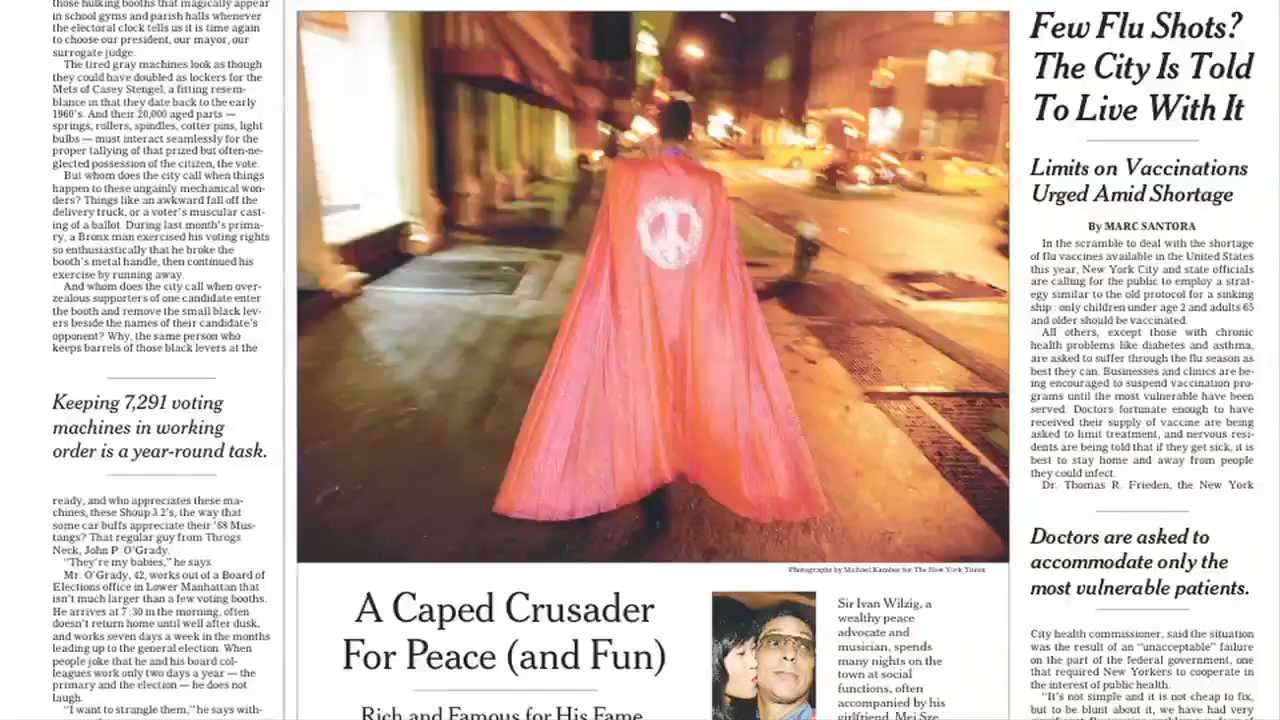 those hulking booths that magically appear
in school gyms and parish halls whenever
the electoral clock tells us it is time again
to choose our president, our mayor, our
surrogate judge.
The tired gray machines look as though
they could have doubled as lockers for the
Mets of Casey Stengel, a fitting resem-
blance in that they date back to the early
1960's. And their 20,000 aged parts —
springs, rollers, spindles, cotter pins, light
bulbs — must interact seamlessly for the
proper tallying of that prized but often-ne-
glected possession of the citizen, the vote.
But whom does the city call when things
happen to these ungainly mechanical won-
ders? Things like an awkward fall off the
delivery truck, or a voter's muscular cast-
ing of a ballot. During last month's prima-
ry, a Bronx man exercised his voting rights
so enthusiastically that he broke the
booth's metal handle, then continued his
exercise by running away.
And whom does the city call when over-
zealous supporters of one candidate enter
the booth and remove the small black lev-
ers beside the names of their candidate's
opponent? Why, the same person who
keeps barrels of those black levers at the
Keeping 7,291 voting
machines in working
order is a year-round task.
ready, and who appreciates these ma-
chines, these Shoup 3.2's, the way that
some car buffs appreciate their '68 Mus-
tangs? That regular guy from Throgs
Neck, John P. O'Grady.
"They're my babies," he says.
Mr. O'Grady, 42, works out of a Board of
Elections office in Lower Manhattan that
isn't much larger than a few voting booths.
He arrives at 7:30 in the morning, often
doesn't return home until well after dusk,
and works seven days a week in the months
leading up to the general election. When
people joke that he and his board col-
leagues work only two days a year — the
primary and the election — he does not
laugh.
"I want to strangle them," he says with-
Photographs by Michael Kamber for The New York Times
A Caped Crusader
For Peace (and Fun)
Rich and Famous for His Fame
Sir Ivan Wilzig, a
wealthy peace
advocate and
musician, spends
many nights on the
town at social
functions, often
accompanied by his
girlfriend, Mei Sze
Few Flu Shots?
The City Is Told
To Live With It
Limits on Vaccinations
Urged Amid Shortage
By MARC SANTORA
In the scramble to deal with the shortage
of flu vaccines available in the United States
this year, New York City and state officials
are calling for the public to employ a strat-
egy similar to the old protocol for a sinking
ship: only children under age 2 and adults 65
and older should be vaccinated.
All others, except those with chronic
health problems like diabetes and asthma,
are asked to suffer through the flu season as
best they can. Businesses and clinics are be-
ing encouraged to suspend vaccination pro-
grams until the most vulnerable have been
served. Doctors fortunate enough to have
received their supply of vaccine are being
asked to limit treatment, and nervous resi-
dents are being told that if they get sick, it is
best to stay home and away from people
they could infect.
Dr. Thomas R. Frieden, the New York
Doctors are asked to
accommodate only the
most vulnerable patients.
City health commissioner, said the situation
was the result of an "unacceptable" failure
on the part of the federal government, one
that required New Yorkers to cooperate in
the interest of public health.
"It's not simple and it is not cheap to fix,
but to be blunt about it, we have had very